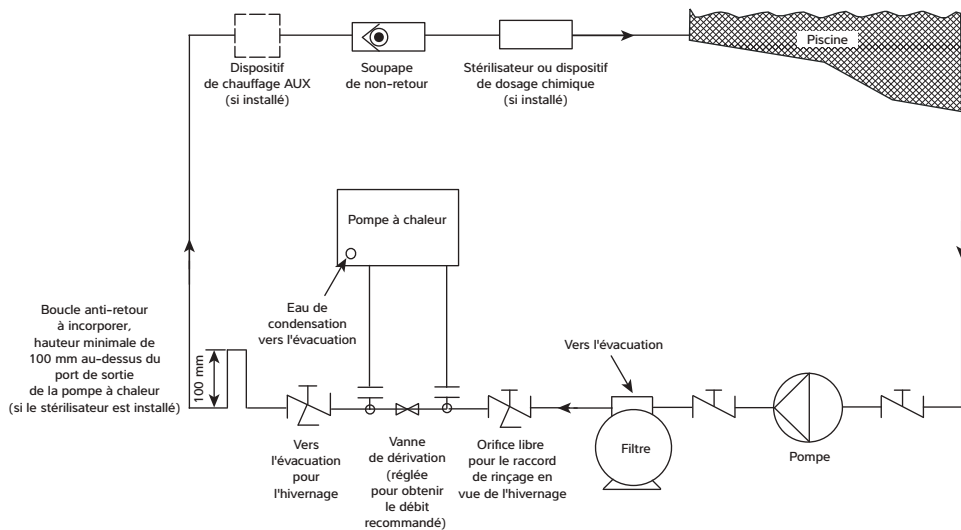 Piscine
Dispositif
de chauffage AUX
(si installé)
Soupape
de non-retour
Stérilisateur ou dispositif
de dosage chimique
(si installé)
Pompe à chaleur
Eau de
condensation
vers l'évacuation
Boucle anti-retour
à incorporer,
hauteur minimale de
100 mm au-dessus du
port de sortie
de la pompe à chaleur
(si le stérilisateur est installé)
100 mm
Vers l'évacuation
Vers
l'évacuation
pour
l'hivernage
Vanne
de dérivation
(réglée
pour obtenir
le débit
recommandé)
Orifice libre
pour le raccord
de rinçage en
vue de l'hivernage
Filtre
Pompe